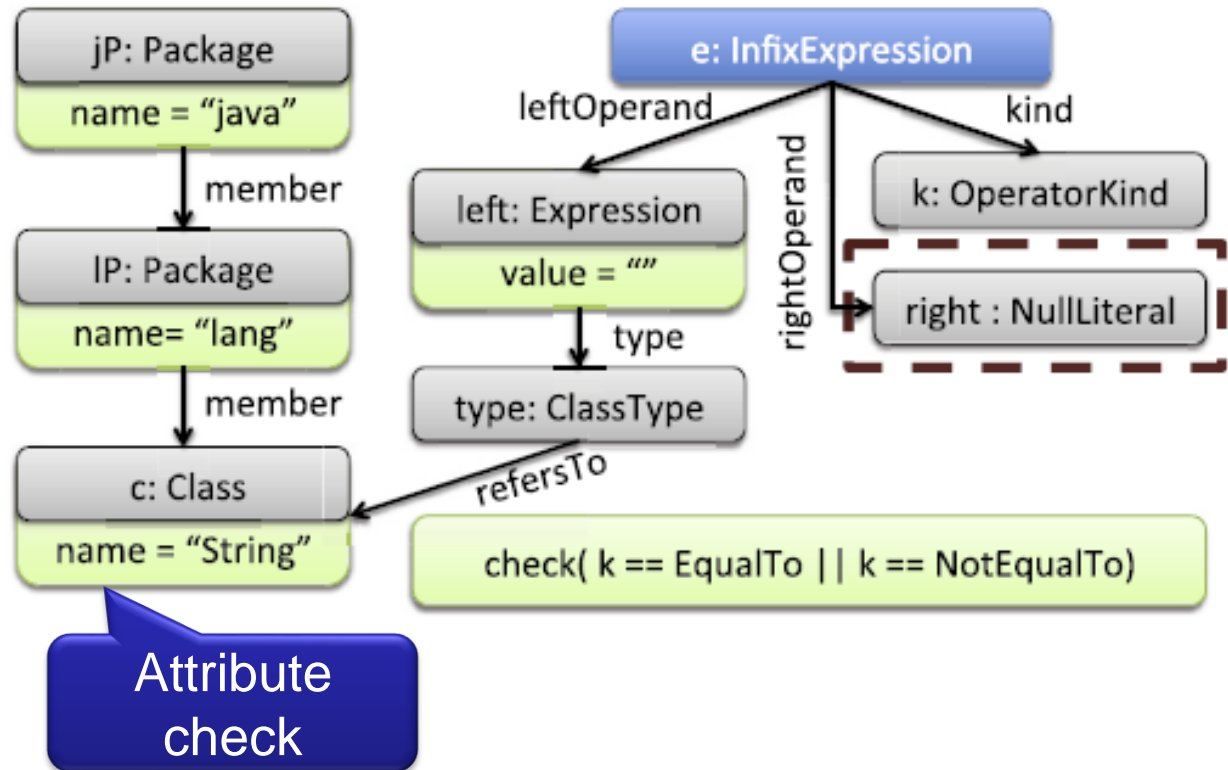 jP: Package
name = “java”
member
lP: Package
name= “lang”
member
c: Class
name = “String”
Attribute
check
e: InfixExpression
leftOperand
rightOperand
kind
left: Expression
value = “”
type
type: ClassType
refersTo
k: OperatorKind
right : NullLiteral
check( k == EqualTo || k == NotEqualTo)